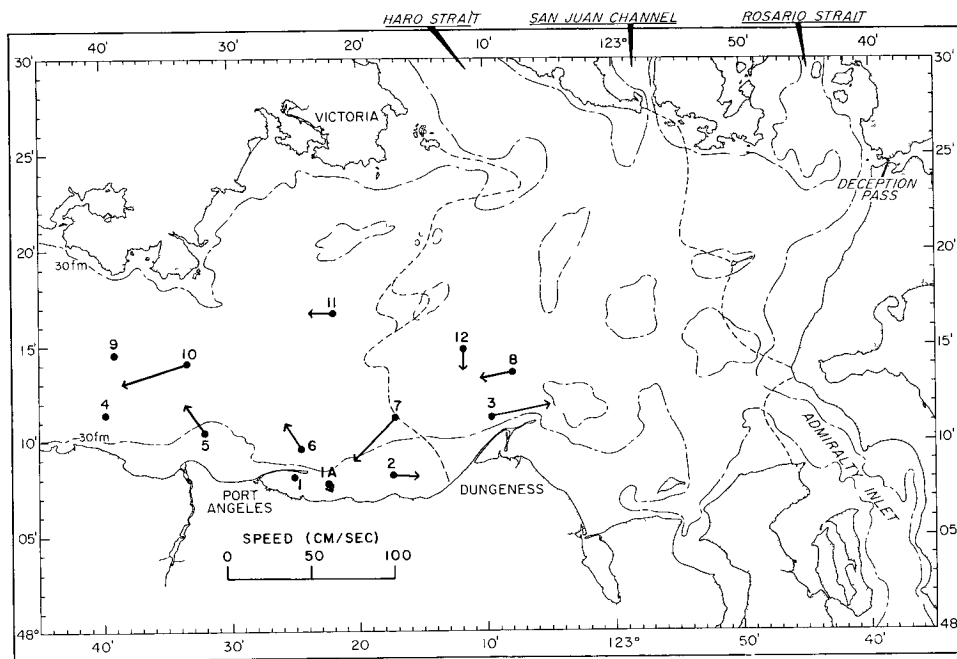 HARO STRAIT SAN JUAN CHANNEL ROSARIO STRAIT
40' 30' 20' 10' 123° 50' 40'
30' 30'
VICTORIA
25' 25'
DECEPTION
PASS
20' 20'
30fm
11
15' 9 10 12 8 15'
4 7 3
30fm
10' 5 6 10'
1 1A 2
PORT
ANGELES
DUNGENESS
ADMIRALTY
INLET
05' 05'
SPEED (CM/SEC)
0 50 100
48° 48°
40' 30' 20' 10' 123° 50' 40'